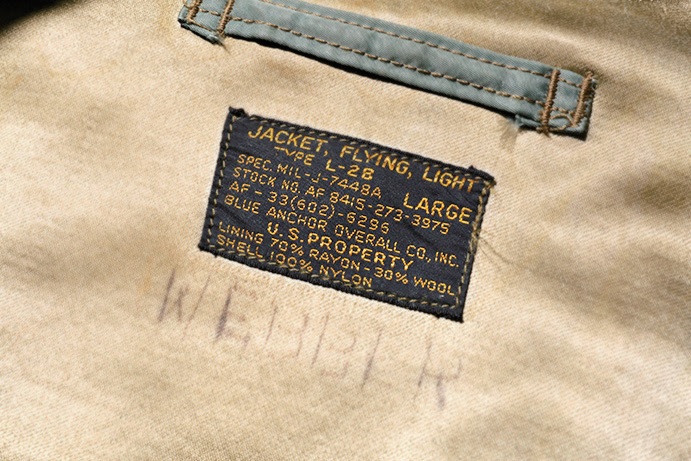 JACKET, FLYING, LIGHT
TYPE L-2B
SPEC. MIL-J-7448A LARGE
STOCK NO. AF 8415-273-3975
AF-33(602)-6296
BLUE ANCHOR OVERALL CO., INC.
U.S. PROPERTY
LINING 70% RAYON-30% WOOL
SHELL 100% NYLON
WEBBER